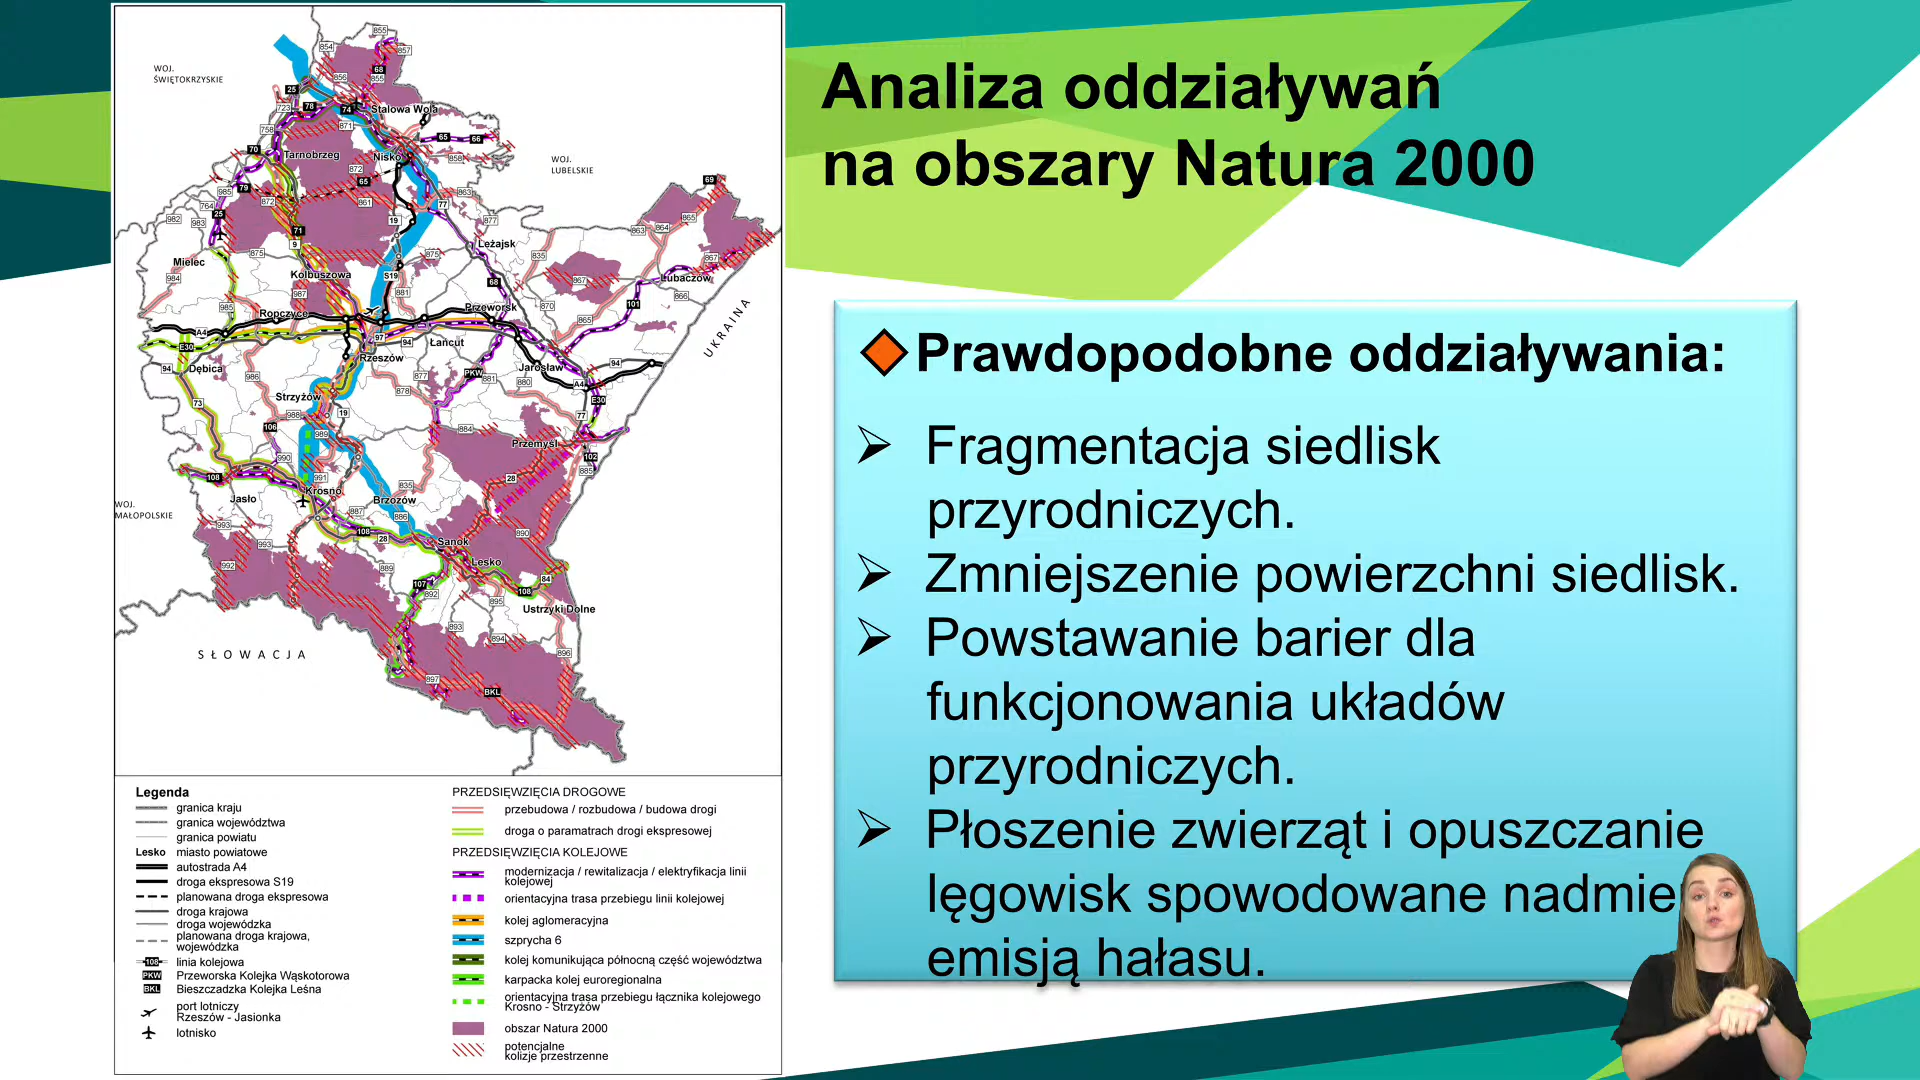 Analiza oddziaływań
na obszary Natura 2000
Prawdopodobne oddziaływania:
Fragmentacja siedlisk
przyrodniczych.
Zmniejszenie powierzchni siedlisk.
Powstawanie barier dla
funkcjonowania układów
przyrodniczych.
Płoszenie zwierząt i opuszczanie
lęgowisk spowodowane
emisją hałasu.
WOJ.
ŚWIĘTOKRZYSKIE
WOJ.
LUBELSKIE
WOJ.
MAŁOPOLSKIE
UKRAINA
SŁOWACJA
Stalowa Wola
Tarnobrzeg
Nisko
Leżajsk
Mielec
Kolbuszowa
Lubaczów
Ropczyce
Przeworsk
Łańcut
Rzeszów
Dębica
Jarosław
Strzyżów
Przemyśl
Jasło
Krosno
Brzozów
Sanok
Lesko
Ustrzyki Dolne
Legenda
granica kraju
granica województwa
granica powiatu
Lesko miasto powiatowe
autostrada A4
droga ekspresowa S19
planowana droga ekspresowa
droga krajowa
droga wojewódzka
planowana droga krajowa,
wojewódzka
108 linia kolejowa
PKW Przeworska Kolejka Wąskotorowa
BKL Bieszczadzka Kolejka Leśna
port lotniczy
Rzeszów - Jasionka
lotnisko
PRZEDSIĘWZIĘCIA DROGOWE
przebudowa / rozbudowa / budowa drogi
droga o paramatrach drogi ekspresowej
PRZEDSIĘWZIĘCIA KOLEJOWE
modernizacja / rewitalizacja / elektryfikacja linii
kolejowej
orientacyjna trasa przebiegu linii kolejowej
kolej aglomeracyjna
szprycha 6
kolej komunikująca północną część województwa
karpacka kolej euroregionalna
orientacyjna trasa przebiegu łącznika kolejowego
Krosno - Strzyżów
obszar Natura 2000
potencjalne
kolizje przestrzenne